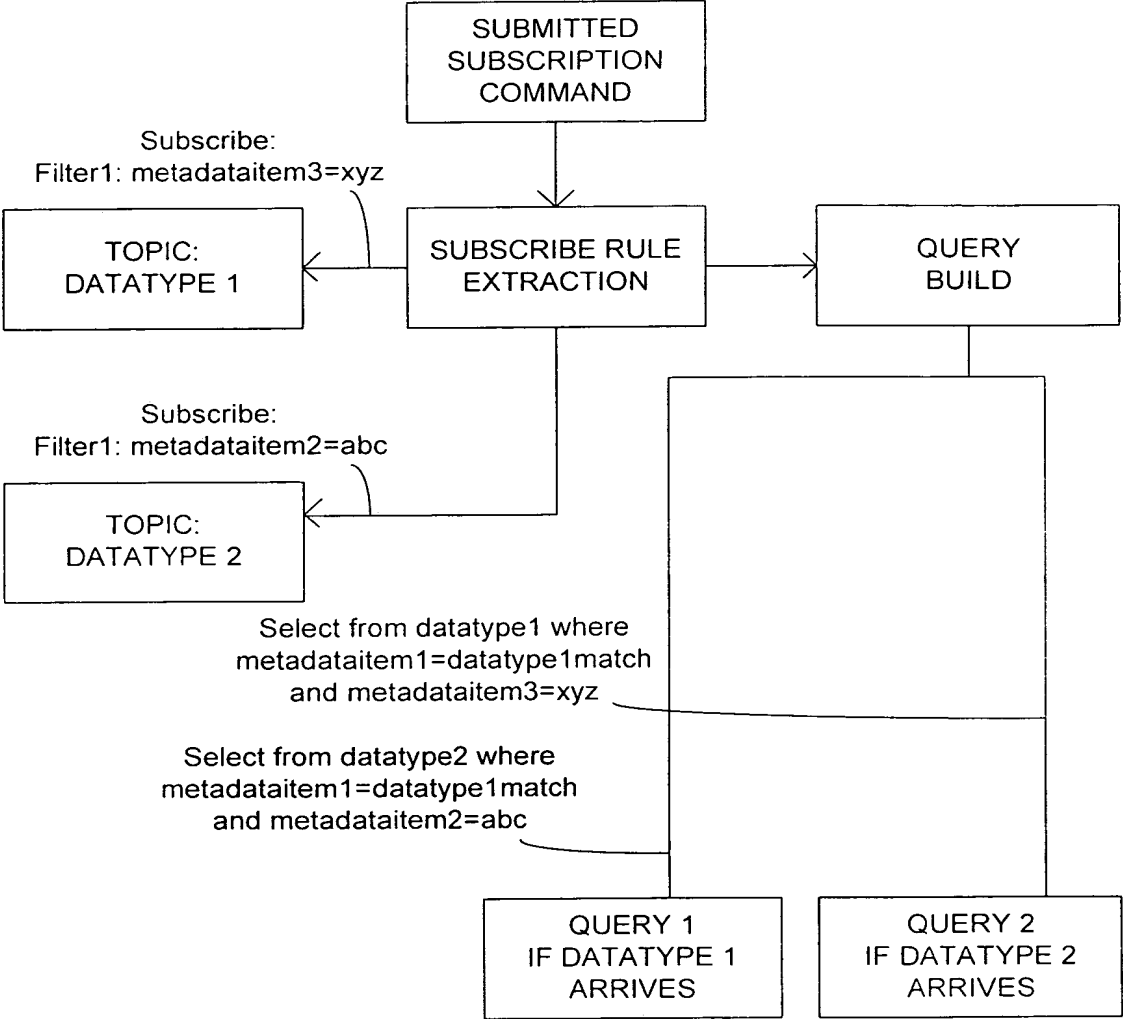 SUBMITTED
SUBSCRIPTION
COMMAND
Subscribe:
Filter1: metadataitem3=xyz
TOPIC:
DATATYPE 1
SUBSCRIBE RULE
EXTRACTION
QUERY
BUILD
Subscribe:
Filter1: metadataitem2=abc
TOPIC:
DATATYPE 2
Select from datatype1 where
metadataitem1=datatype1match
and metadataitem3=xyz
Select from datatype2 where
metadataitem1=datatype1match
and metadataitem2=abc
QUERY 1
IF DATATYPE 1
ARRIVES
QUERY 2
IF DATATYPE 2
ARRIVES